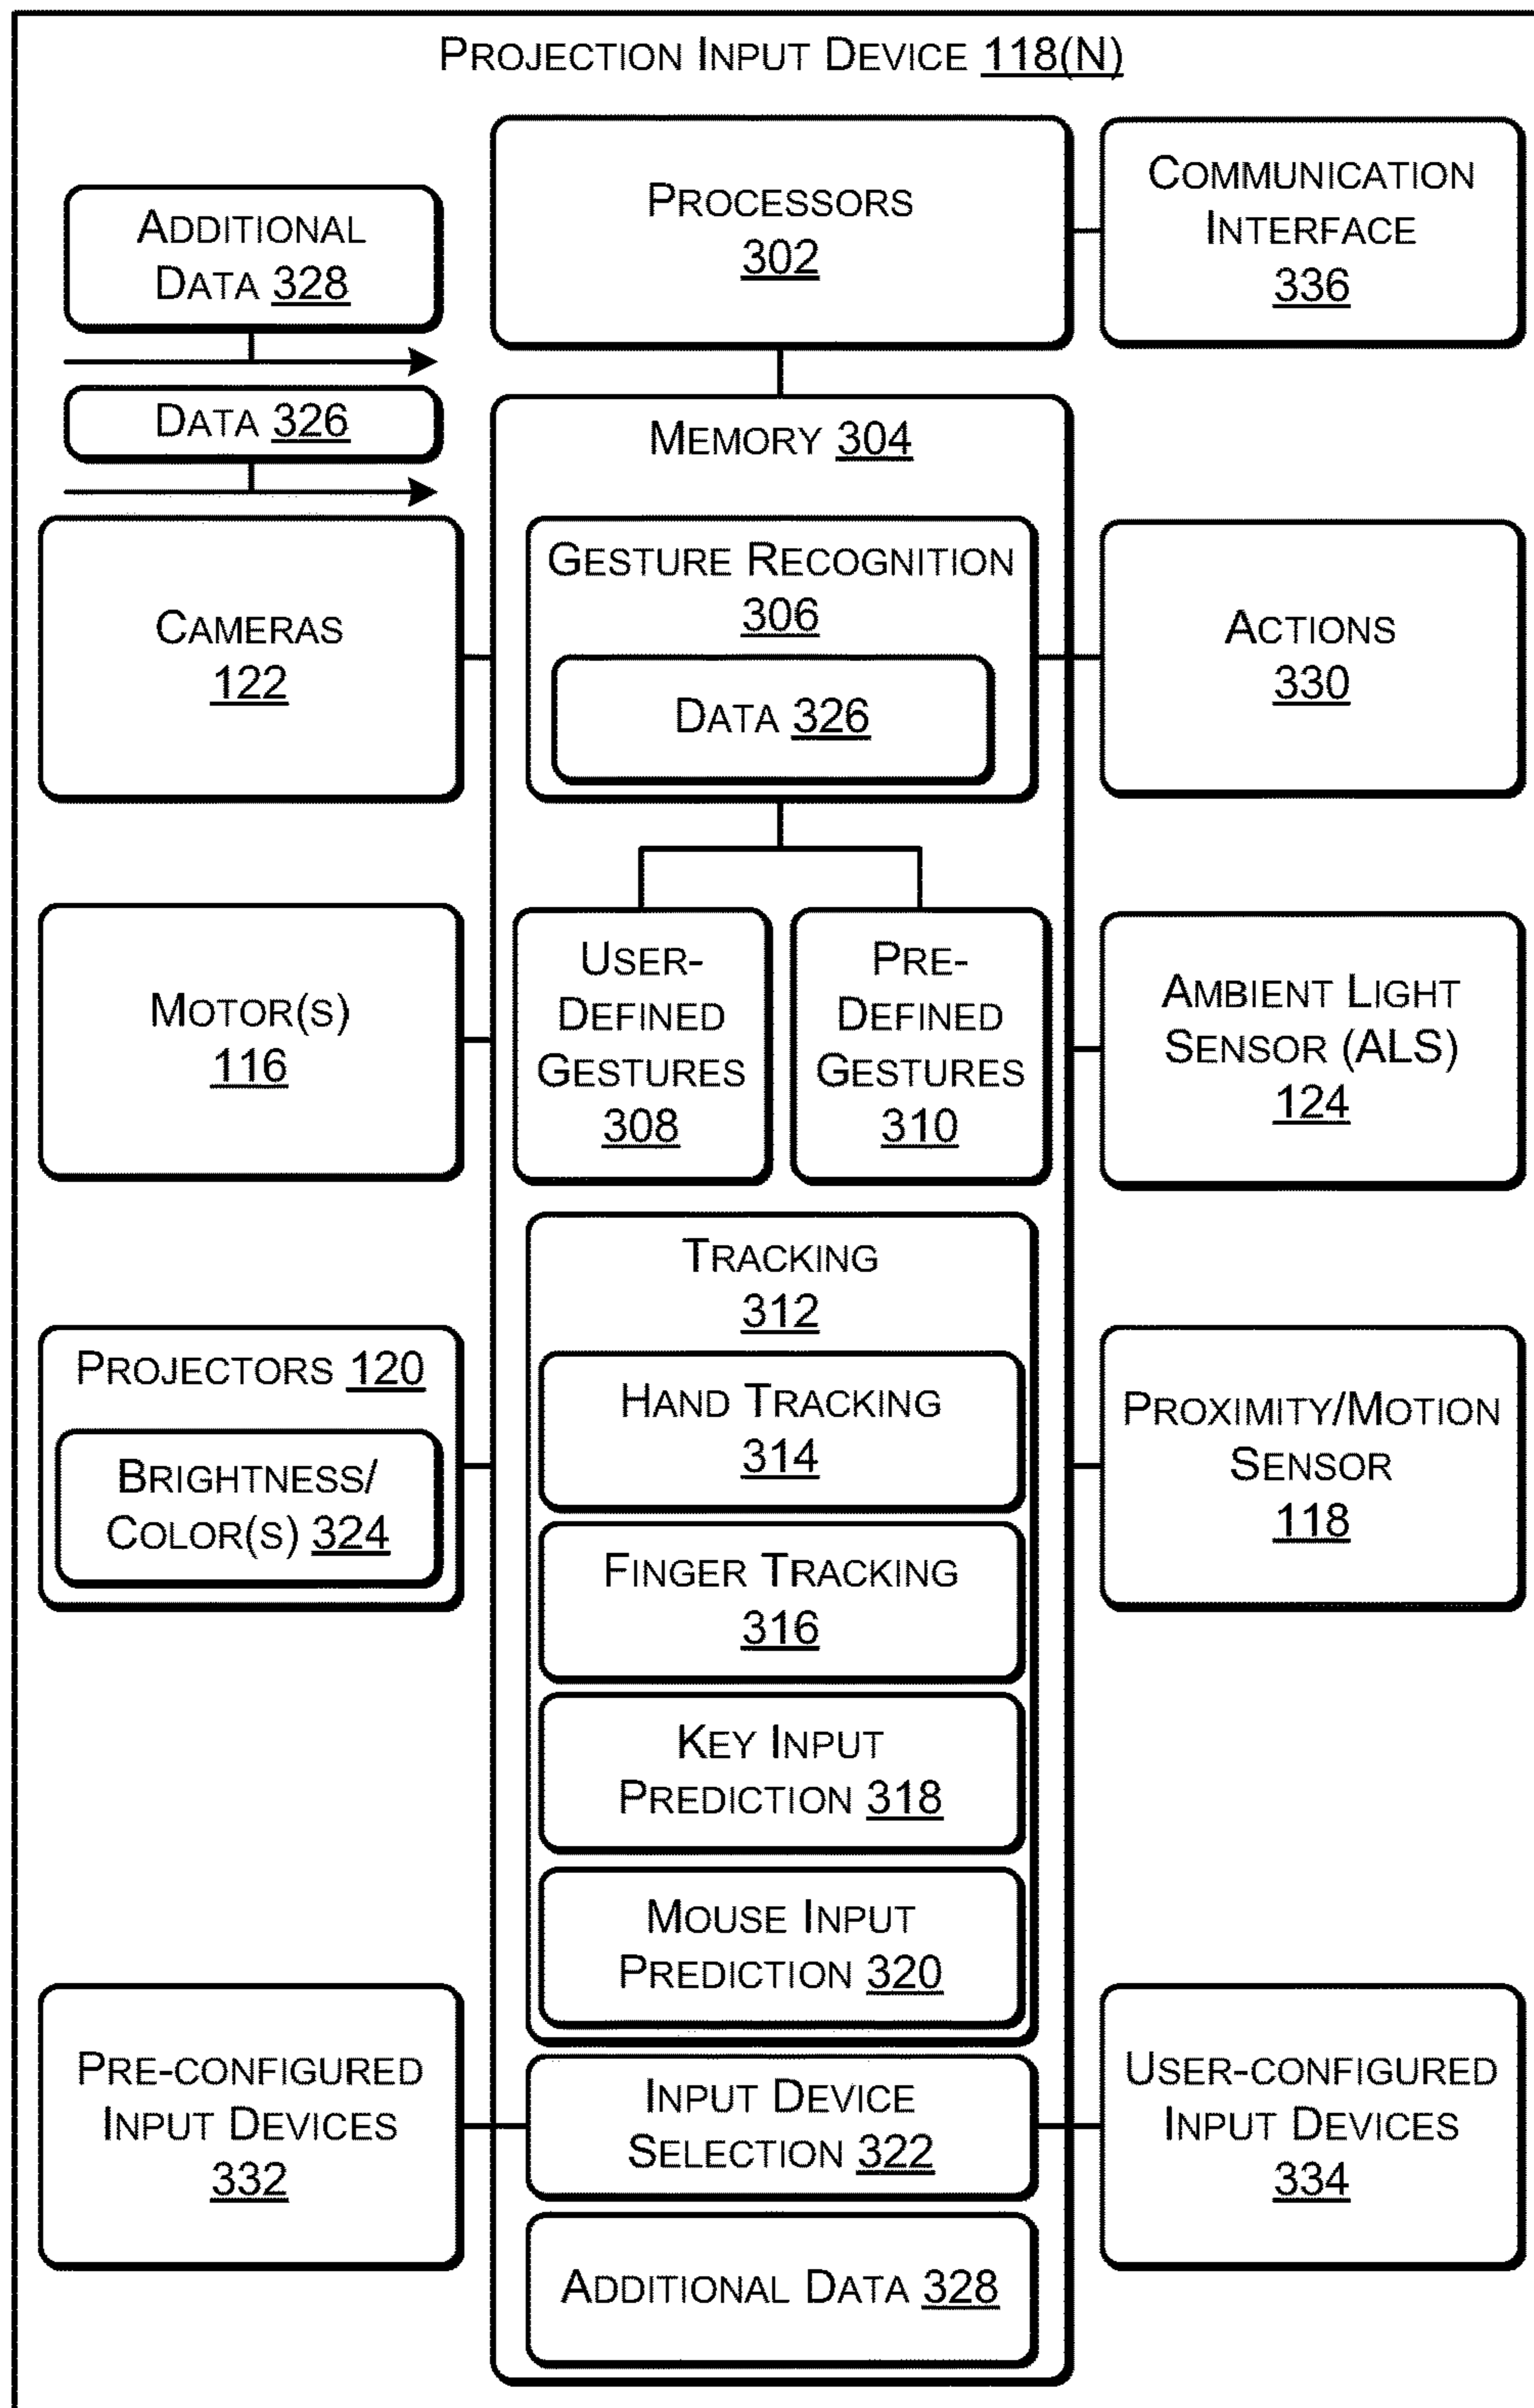 PROJECTION INPUT DEVICE 118(N)
PROCESSORS
302
COMMUNICATION
INTERFACE
336
ADDITIONAL
DATA 328
DATA 326
MEMORY 304
GESTURE RECOGNITION
306
DATA 326
CAMERAS
122
ACTIONS
330
USER-
DEFINED
GESTURES
308
PRE-
DEFINED
GESTURES
310
MOTOR(S)
116
AMBIENT LIGHT
SENSOR (ALS)
124
TRACKING
312
HAND TRACKING
314
FINGER TRACKING
316
KEY INPUT
PREDICTION 318
MOUSE INPUT
PREDICTION 320
PROJECTORS 120
BRIGHTNESS/
COLOR(S) 324
PROXIMITY/MOTION
SENSOR
118
PRE-CONFIGURED
INPUT DEVICES
332
INPUT DEVICE
SELECTION 322
USER-CONFIGURED
INPUT DEVICES
334
ADDITIONAL DATA 328